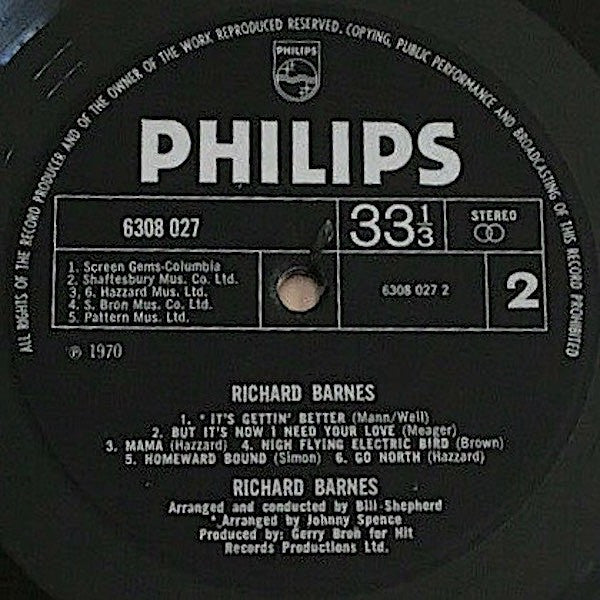 ALL RIGHTS OF THE RECORD PRODUCER AND OF THE OWNER OF THE WORK REPRODUCED RESERVED. COPYING, PUBLIC PERFORMANCE AND BROADCASTING OF THIS RECORD PROHIBITED
PHILIPS
PHILIPS
6308 027
33 1/3
STEREO
1. Screen Gems-Columbia
2. Shaftesbury Mus. Co. Ltd.
3, 6. Hazzard Mus. Ltd.
4. S. Bron Mus. Co. Ltd.
5. Pattern Mus. Ltd.
6308 027 2
2
℗ 1970
RICHARD BARNES
1. * IT'S GETTIN' BETTER (Mann/Weil)
2. BUT IT'S NOW I NEED YOUR LOVE (Meager)
3. MAMA (Hazzard) 4. HIGH FLYING ELECTRIC BIRD (Brown)
5. HOMEWARD BOUND (Simon) 6. GO NORTH (Hazzard)
RICHARD BARNES
Arranged and conducted by Bill Shepherd
* Arranged by Johnny Spence
Produced by: Gerry Bron for Hit
Records Productions Ltd.